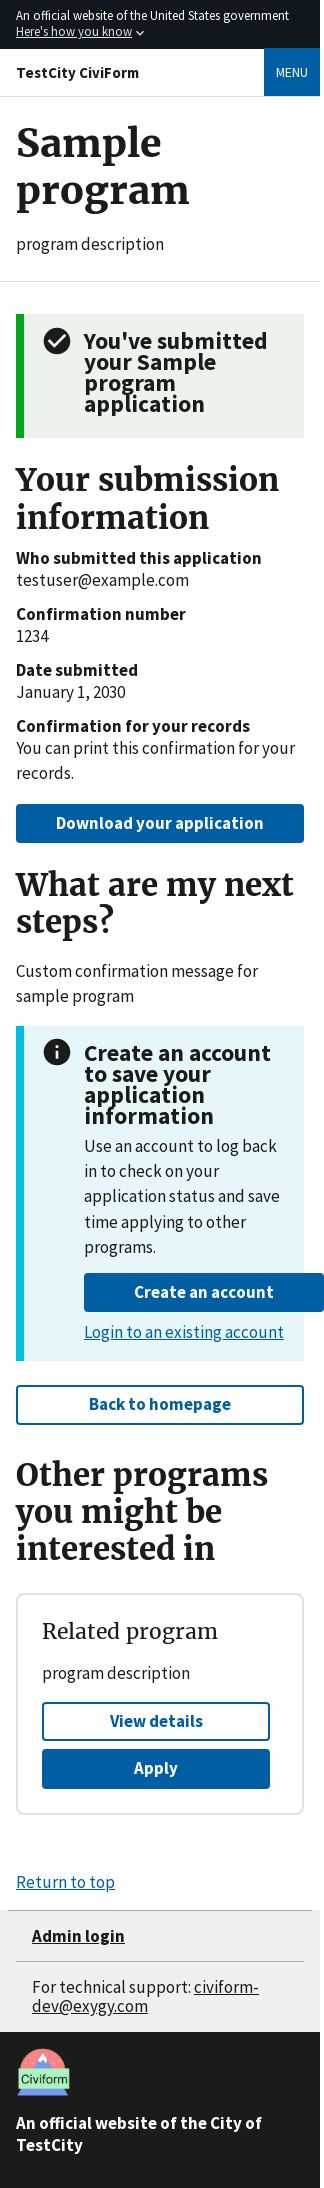 An official website of the United States government
Here's how you know
TestCity CiviForm
MENU
Sample
program
program description
You've submitted
your Sample
program
application
Your submission
information
Who submitted this application
testuser@example.com
Confirmation number
1234
Date submitted
January 1, 2030
Confirmation for your records
You can print this confirmation for your
records.
Download your application
What are my next
steps?
Custom confirmation message for
sample program
Create an account
to save your
application
information
Use an account to log back
in to check on your
application status and save
time applying to other
programs.
Create an account
Login to an existing account
Back to homepage
Other programs
you might be
interested in
Related program
program description
View details
Apply
Return to top
Admin login
For technical support: civiform-
dev@exygy.com
Civiform
An official website of the City of
TestCity